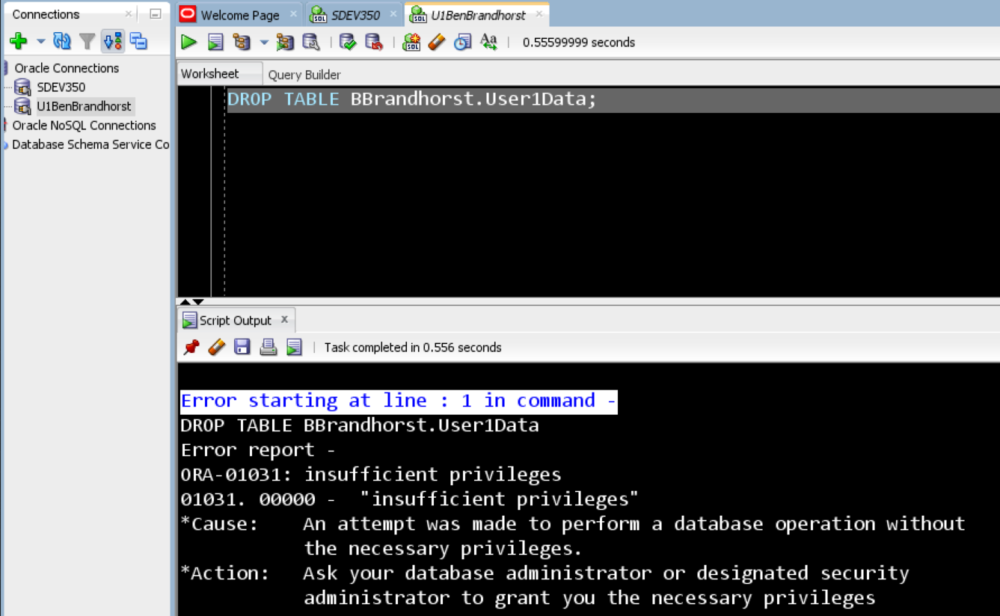 Connections
Welcome Page
SDEV350
U1BenBrandhorst
0.55599999 seconds
Oracle Connections
SDEV350
U1BenBrandhorst
Oracle NoSQL Connections
Database Schema Service Co
Worksheet
Query Builder
DROP TABLE BBrandhorst.User1Data;
Script Output
Task completed in 0.556 seconds
Error starting at line : 1 in command -
DROP TABLE BBrandhorst.User1Data
Error report -
ORA-01031: insufficient privileges
01031. 00000 -  "insufficient privileges"
*Cause:    An attempt was made to perform a database operation without
the necessary privileges.
*Action:   Ask your database administrator or designated security
administrator to grant you the necessary privileges